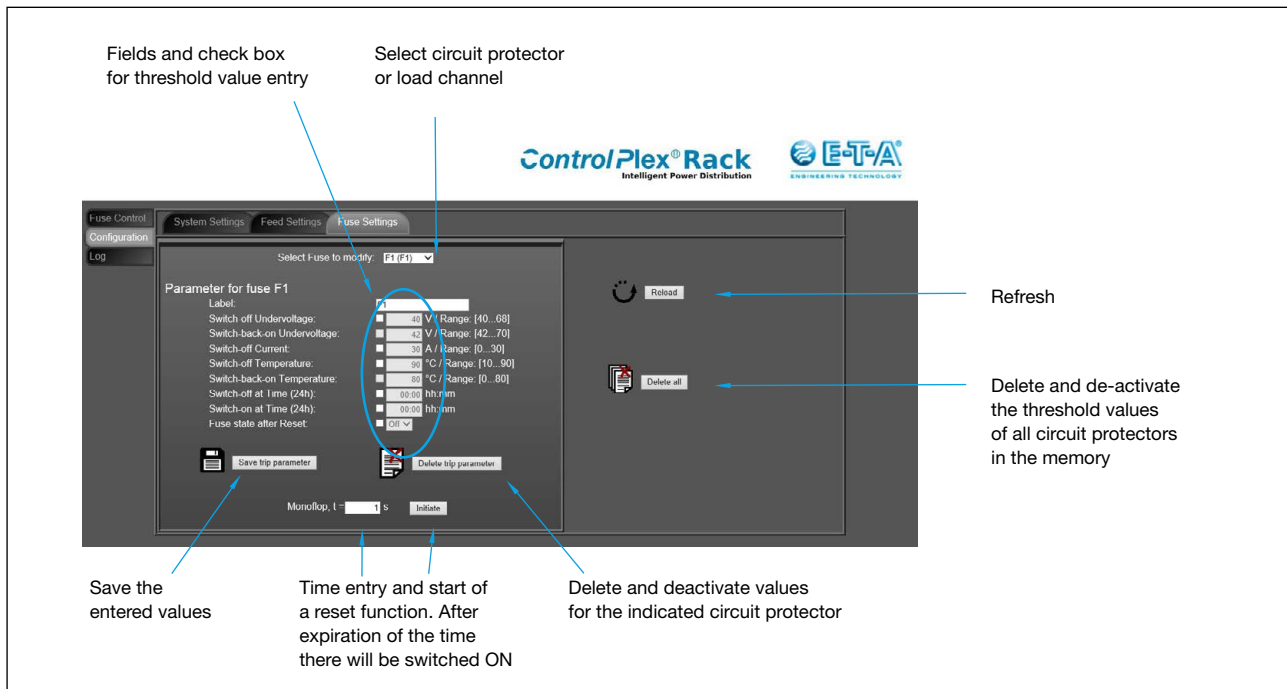 Fields and check box
for threshold value entry
Select circuit protector
or load channel
ControlPlex® Rack
Intelligent Power Distribution
E-T-A®
ENGINEERING TECHNOLOGY
Fuse Control
Configuration
Log
System Settings
Feed Settings
Fuse Settings
Select Fuse to modify: F1 (F1)
Parameter for fuse F1
Label: F1
Switch off Undervoltage: 40 V / Range: [40...68]
Switch-back-on Undervoltage: 42 V / Range: [42...70]
Switch-off Current: 30 A / Range: [0...30]
Switch-off Temperature: 90 °C / Range: [10...90]
Switch-back-on Temperature: 80 °C / Range: [0...80]
Switch-off at Time (24h): 00:00 hh:mm
Switch-on at Time (24h): 00:00 hh:mm
Fuse state after Reset: Off
Save trip parameter
Delete trip parameter
Monoflop, t = 1 s Initiate
Reload
Delete all
Refresh
Delete and de-activate
the threshold values
of all circuit protectors
in the memory
Save the
entered values
Time entry and start of
a reset function. After
expiration of the time
there will be switched ON
Delete and deactivate values
for the indicated circuit protector